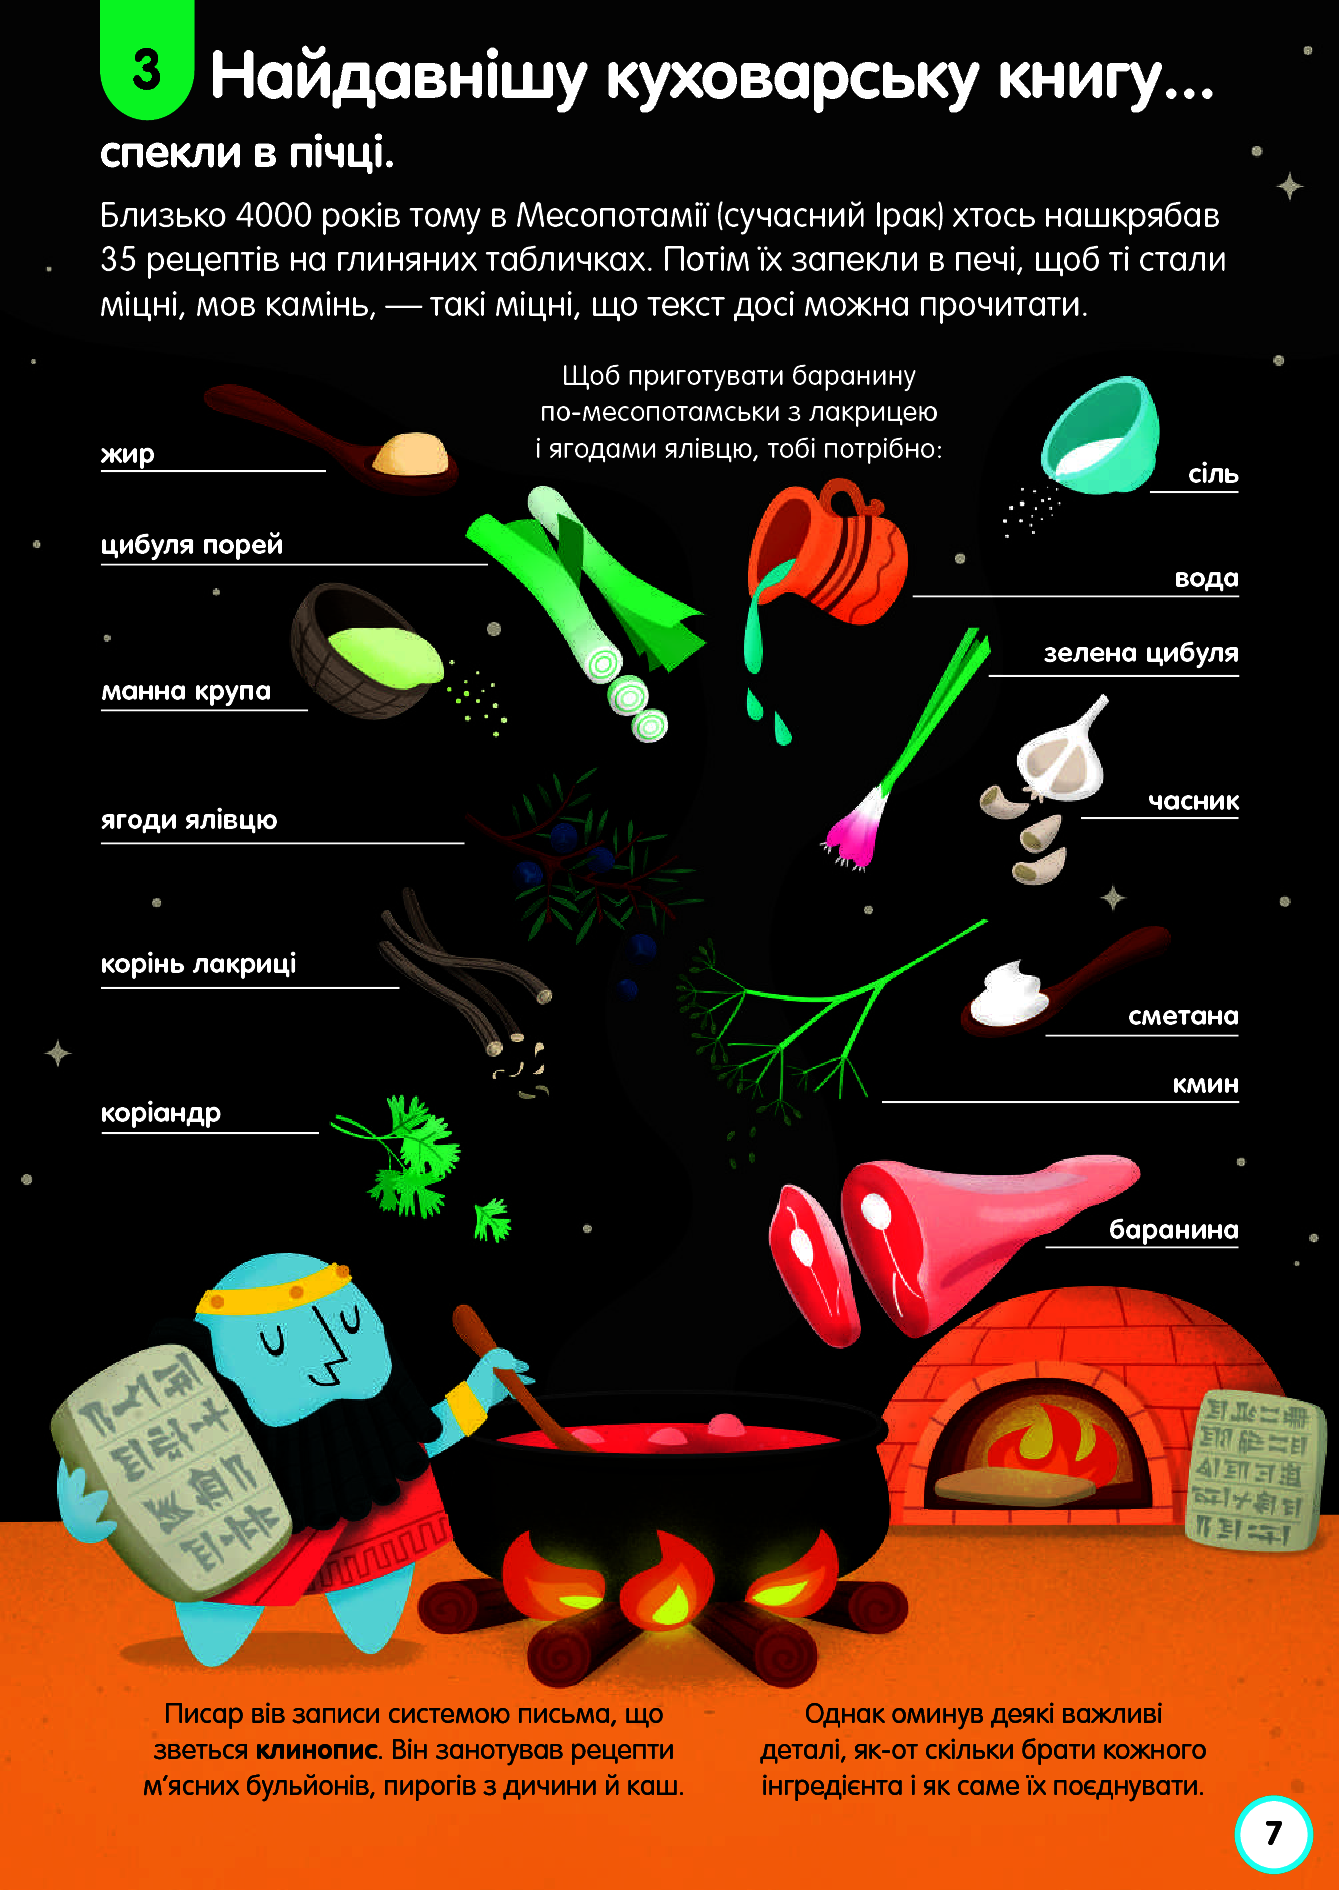 3
Найдавнішу куховарську книгу...
спекли в пічці.
Близько 4000 років тому в Месопотамії (сучасний Ірак) хтось нашкрябав
35 рецептів на глиняних табличках. Потім їх запекли в печі, щоб ті стали
міцні, мов камінь, — такі міцні, що текст досі можна прочитати.
Щоб приготувати баранину
по-месопотамськи з лакрицею
і ягодами ялівцю, тобі потрібно:
жир
цибуля порей
манна крупа
ягоди ялівцю
корінь лакриці
коріандр
сіль
вода
зелена цибуля
часник
сметана
кмин
баранина
Писар вів записи системою письма, що
зветься клинопис. Він занотував рецепти
м’ясних бульйонів, пирогів з дичини й каш.
Однак оминув деякі важливі
деталі, як-от скільки брати кожного
інгредієнта і як саме їх поєднувати.
7